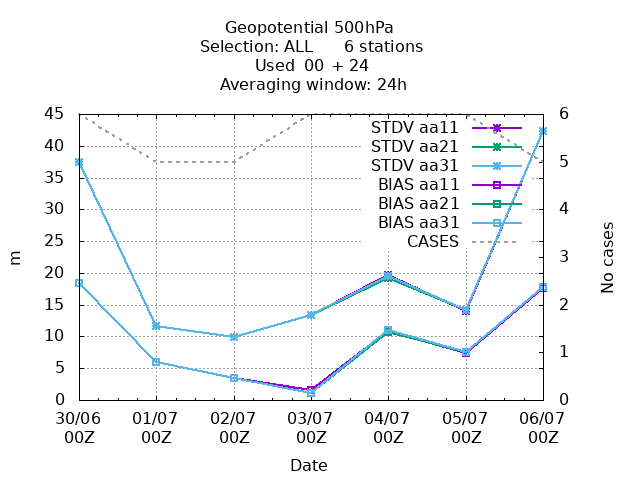 Geopotential 500hPa
Selection: ALL      6 stations
Used  00 + 24
Averaging window: 24h
45
40
35
30
25
20
15
10
5
0
6
5
4
3
2
1
0
STDV aa11
STDV aa21
STDV aa31
BIAS aa11
BIAS aa21
BIAS aa31
CASES
m
No cases
30/06 01/07 02/07 03/07 04/07 05/07 06/07
00Z 00Z 00Z 00Z 00Z 00Z 00Z
Date